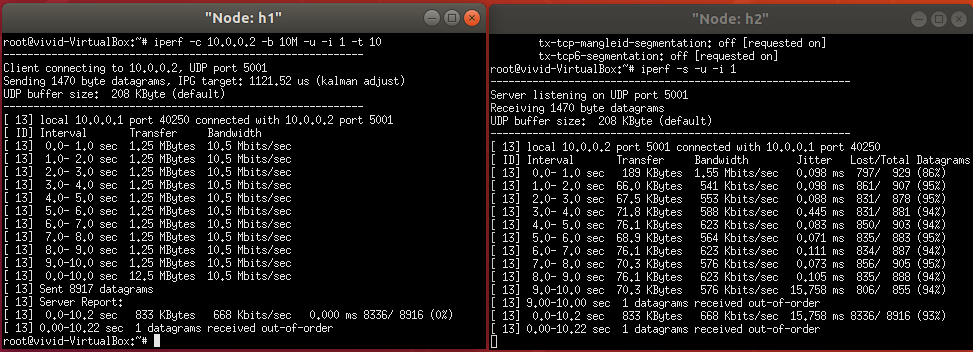 "Node: h1"
root@vivid-VirtualBox:~# iperf -c 10.0.0.2 -b 10M -u -i 1 -t 10
------------------------------------------------------------
Client connecting to 10.0.0.2, UDP port 5001
Sending 1470 byte datagrams, IPG target: 1121.52 us (kalman adjust)
UDP buffer size:  208 KByte (default)
------------------------------------------------------------
[ 13] local 10.0.0.1 port 40250 connected with 10.0.0.2 port 5001
[ ID] Interval       Transfer     Bandwidth
[ 13]  0.0- 1.0 sec  1.25 MBytes  10.5 Mbits/sec
[ 13]  1.0- 2.0 sec  1.25 MBytes  10.5 Mbits/sec
[ 13]  2.0- 3.0 sec  1.25 MBytes  10.5 Mbits/sec
[ 13]  3.0- 4.0 sec  1.25 MBytes  10.5 Mbits/sec
[ 13]  4.0- 5.0 sec  1.25 MBytes  10.5 Mbits/sec
[ 13]  5.0- 6.0 sec  1.25 MBytes  10.5 Mbits/sec
[ 13]  6.0- 7.0 sec  1.25 MBytes  10.5 Mbits/sec
[ 13]  7.0- 8.0 sec  1.25 MBytes  10.5 Mbits/sec
[ 13]  8.0- 9.0 sec  1.25 MBytes  10.5 Mbits/sec
[ 13]  9.0-10.0 sec  1.25 MBytes  10.5 Mbits/sec
[ 13]  0.0-10.0 sec  12.5 MBytes  10.5 Mbits/sec
[ 13] Sent 8917 datagrams
[ 13] Server Report:
[ 13]  0.0-10.2 sec   833 KBytes   668 Kbits/sec   0.000 ms 8336/ 8916 (0%)
[ 13] 0.00-10.22 sec  1 datagrams received out-of-order
root@vivid-VirtualBox:~#
"Node: h2"
tx-tcp-mangleid-segmentation: off [requested on]
tx-tcp6-segmentation: off [requested on]
root@vivid-VirtualBox:~# iperf -s -u -i 1
------------------------------------------------------------
Server listening on UDP port 5001
Receiving 1470 byte datagrams
UDP buffer size:  208 KByte (default)
------------------------------------------------------------
[ 13] local 10.0.0.2 port 5001 connected with 10.0.0.1 port 40250
[ ID] Interval       Transfer     Bandwidth        Jitter   Lost/Total Datagrams
[ 13]  0.0- 1.0 sec   189 KBytes  1.55 Mbits/sec   0.098 ms  797/  929 (86%)
[ 13]  1.0- 2.0 sec  66.0 KBytes   541 Kbits/sec   0.098 ms  861/  907 (95%)
[ 13]  2.0- 3.0 sec  67.5 KBytes   553 Kbits/sec   0.088 ms  831/  878 (95%)
[ 13]  3.0- 4.0 sec  71.8 KBytes   588 Kbits/sec   0.445 ms  831/  881 (94%)
[ 13]  4.0- 5.0 sec  76.1 KBytes   623 Kbits/sec   0.083 ms  850/  903 (94%)
[ 13]  5.0- 6.0 sec  68.9 KBytes   564 Kbits/sec   0.071 ms  835/  883 (95%)
[ 13]  6.0- 7.0 sec  76.1 KBytes   623 Kbits/sec   0.111 ms  834/  887 (94%)
[ 13]  7.0- 8.0 sec  70.3 KBytes   576 Kbits/sec   0.073 ms  856/  905 (95%)
[ 13]  8.0- 9.0 sec  76.1 KBytes   623 Kbits/sec   0.105 ms  835/  888 (94%)
[ 13]  9.0-10.0 sec  70.3 KBytes   576 Kbits/sec  15.758 ms  806/  855 (94%)
[ 13] 9.00-10.00 sec  1 datagrams received out-of-order
[ 13]  0.0-10.2 sec   833 KBytes   668 Kbits/sec  15.758 ms 8336/ 8916 (93%)
[ 13] 0.00-10.22 sec  1 datagrams received out-of-order